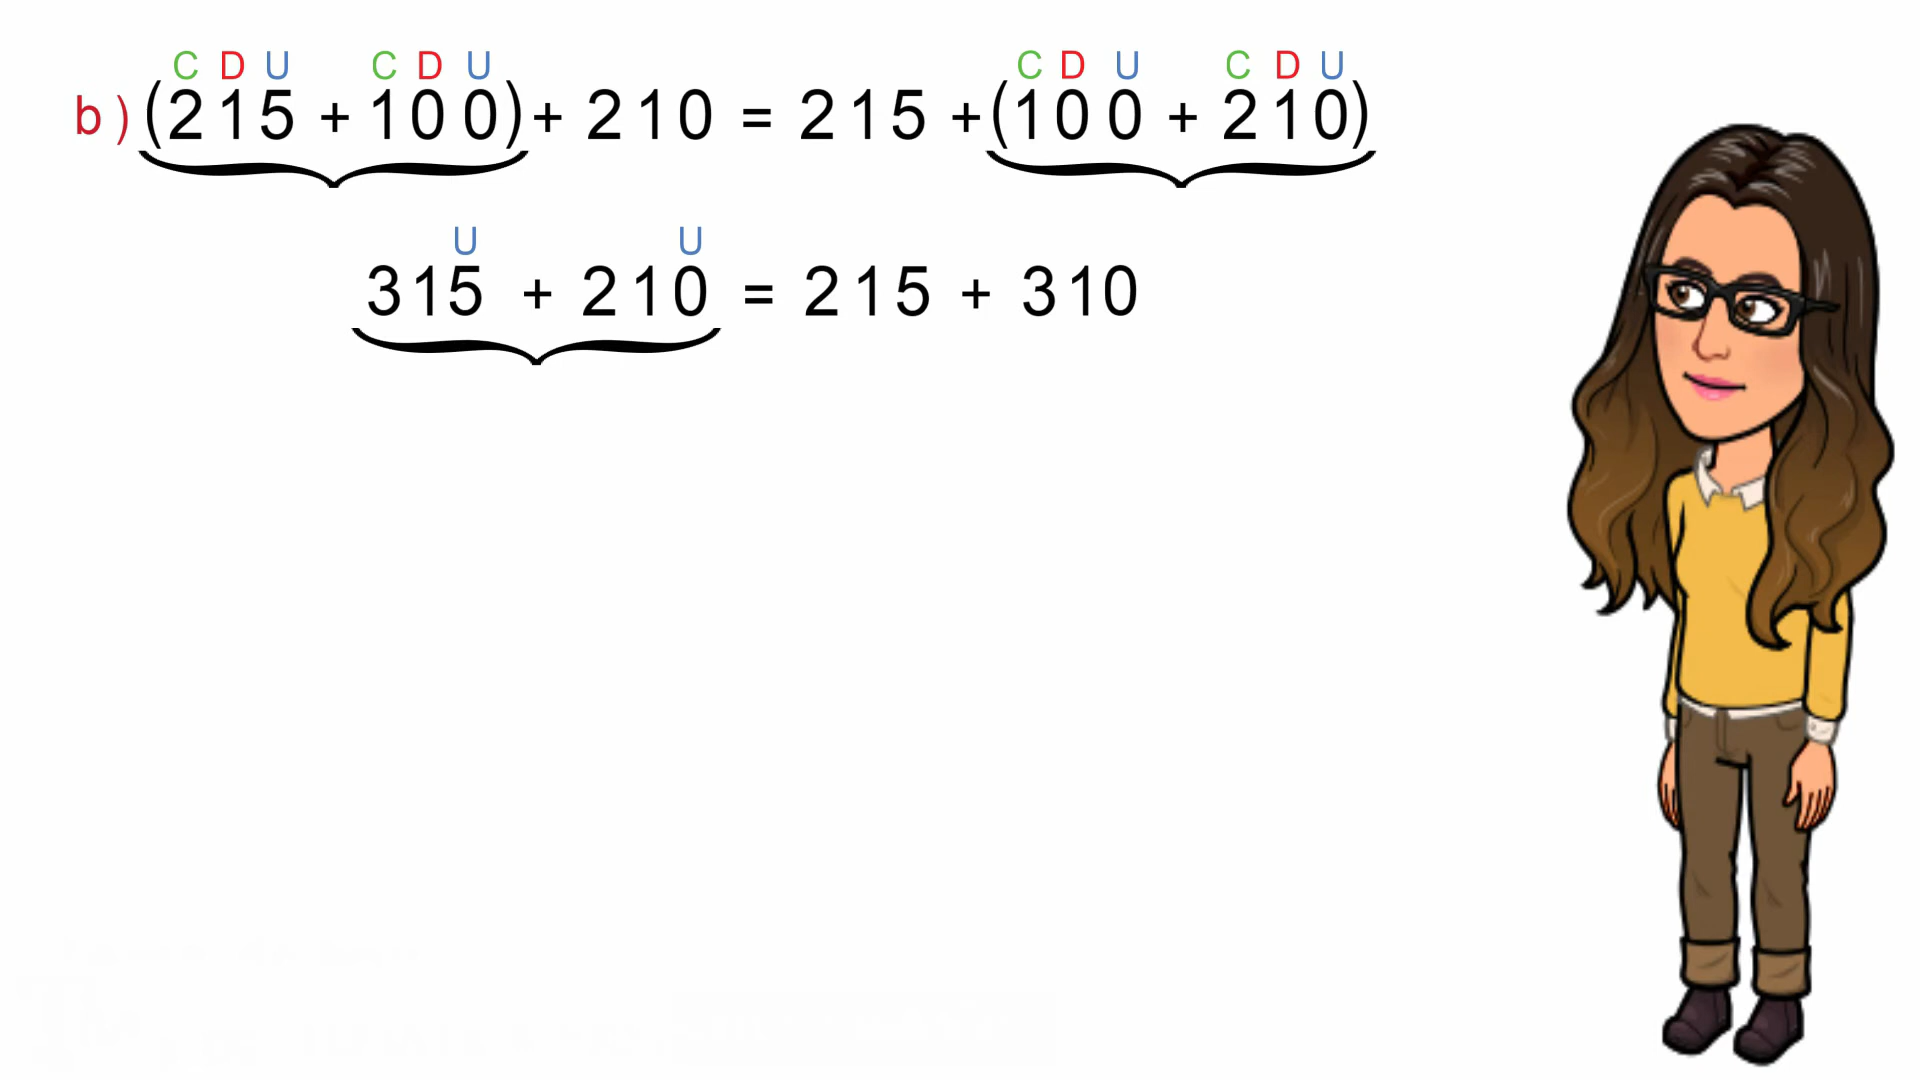 C D U C D U C D U C D U
b) (215 + 100) + 210 = 215 + (100 + 210)
U U
315 + 210 = 215 + 310